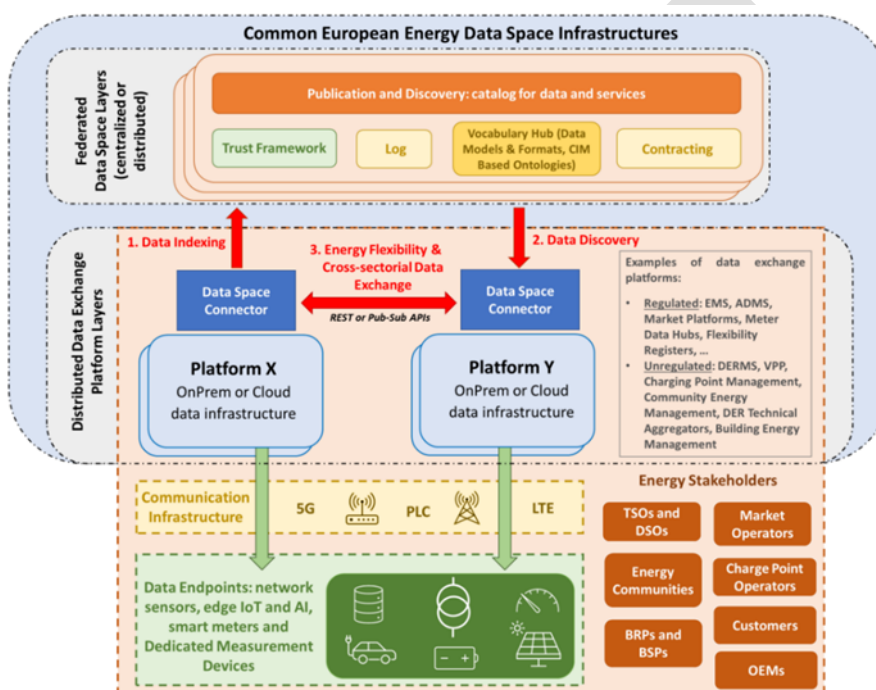 Common European Energy Data Space Infrastructures
Federated
Data Space Layers
(centralized or
distributed)
Publication and Discovery: catalog for data and services
Trust Framework
Log
Vocabulary Hub (Data
Models & Formats, CIM
Based Ontologies)
Contracting
Distributed Data Exchange
Platform Layers
1. Data Indexing
3. Energy Flexibility &
Cross-sectorial Data
Exchange
2. Data Discovery
Data Space
Connector
REST or Pub-Sub APIs
Data Space
Connector
Platform X
OnPrem or Cloud
data infrastructure
Platform Y
OnPrem or Cloud
data infrastructure
Examples of data exchange
platforms:
• Regulated: EMS, ADMS,
Market Platforms, Meter
Data Hubs, Flexibility
Registers, ...
• Unregulated: DERMS, VPP,
Charging Point Management,
Community Energy
Management, DER Technical
Aggregators, Building Energy
Management
Communication
Infrastructure
5G
PLC
LTE
Data Endpoints: network
sensors, edge IoT and AI,
smart meters and
Dedicated Measurement
Devices
Energy Stakeholders
TSOs and
DSOs
Market
Operators
Energy
Communities
Charge Point
Operators
BRPs and
BSPs
Customers
OEMs